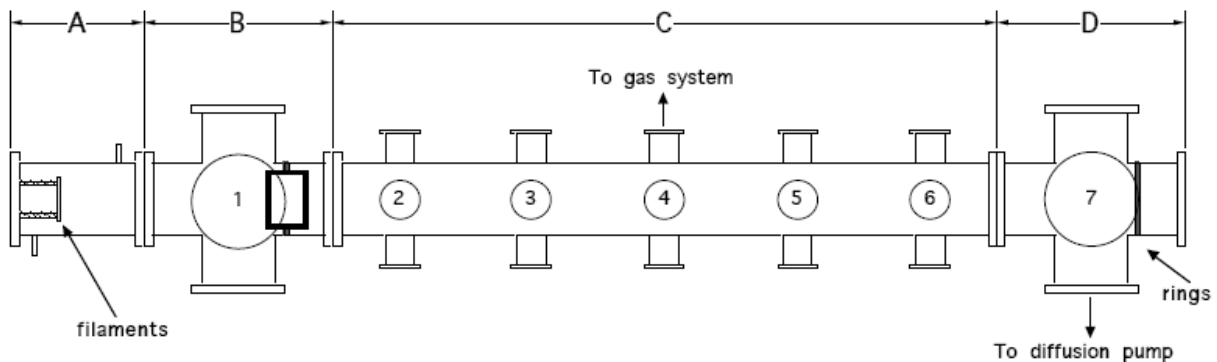 A B C D
To gas system
1 2 3 4 5 6 7
rings
filaments
To diffusion pump